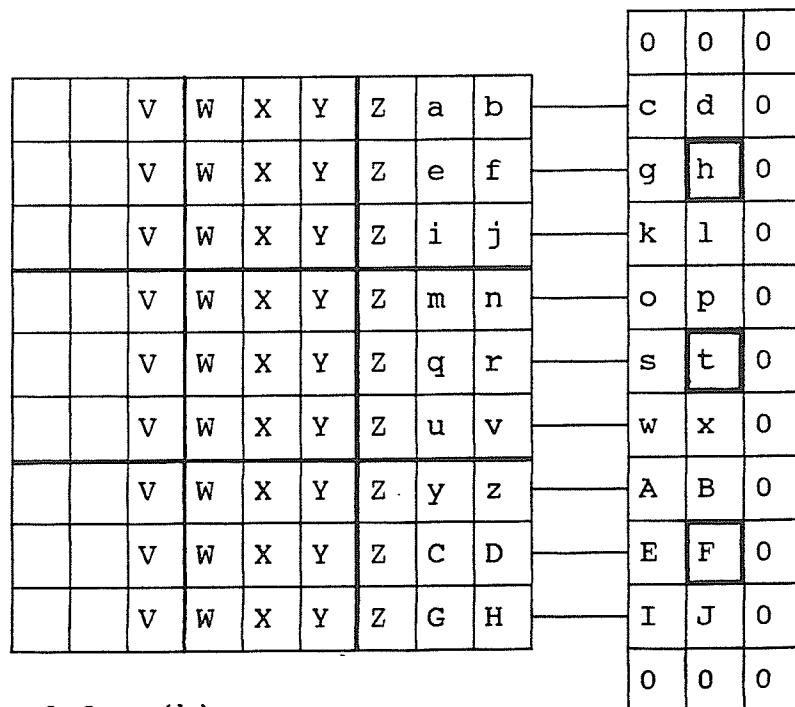 0 0 0
V W X Y Z a b c d 0
V W X Y Z e f g h 0
V W X Y Z i j k l 0
V W X Y Z m n o p 0
V W X Y Z q r s t 0
V W X Y Z u v w x 0
V W X Y Z y z A B 0
V W X Y Z C D E F 0
V W X Y Z G H I J 0
0 0 0